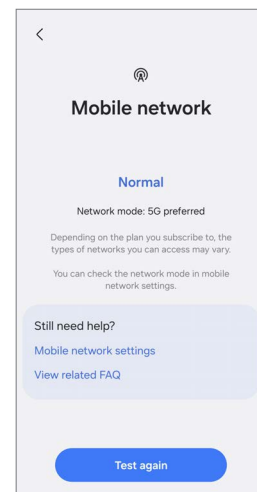 Mobile network
Normal
Network mode: 5G preferred
Depending on the plan you subscribe to, the
types of networks you can access may vary.
You can check the network mode in mobile
network settings.
Still need help?
Mobile network settings
View related FAQ
Test again